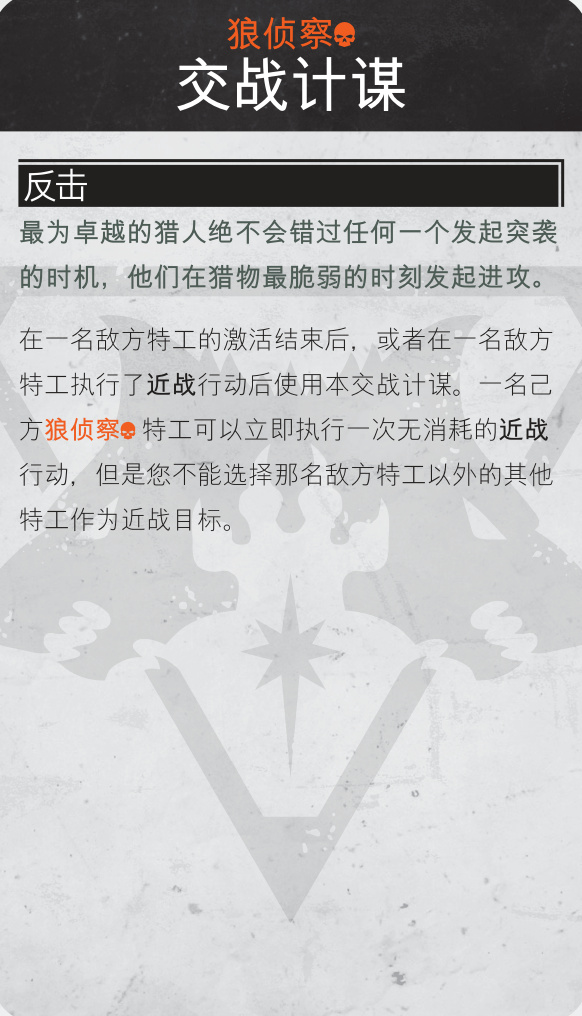 狼侦察
交战计谋
反击
最为卓越的猎人绝不会错过任何一个发起突袭
的时机，他们在猎物最脆弱的时刻发起进攻。
在一名敌方特工的激活结束后，或者在一名敌方
特工执行了近战行动后使用本交战计谋。一名己
方狼侦察 特工可以立即执行一次无消耗的近战
行动，但是您不能选择那名敌方特工以外的其他
特工作为近战目标。